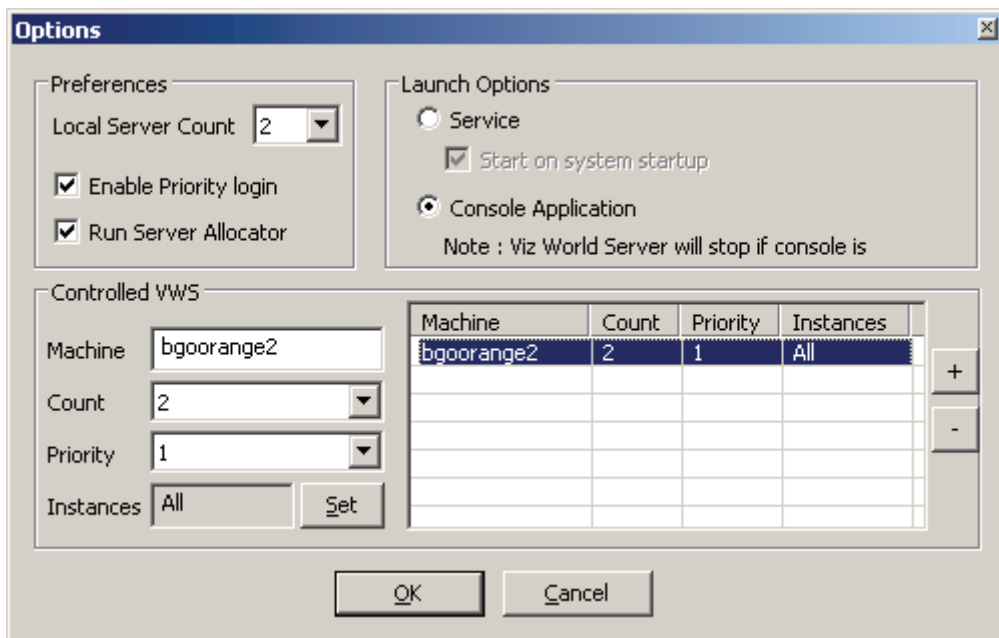 Options
Preferences
Local Server Count 2
Enable Priority login
Run Server Allocator
Launch Options
Service
Start on system startup
Console Application
Note : Viz World Server will stop if console is
Controlled VWS
Machine bgoorange2
Count 2
Priority 1
Instances All Set
Machine Count Priority Instances
bgoorange2 2 1 All
+
-
OK Cancel